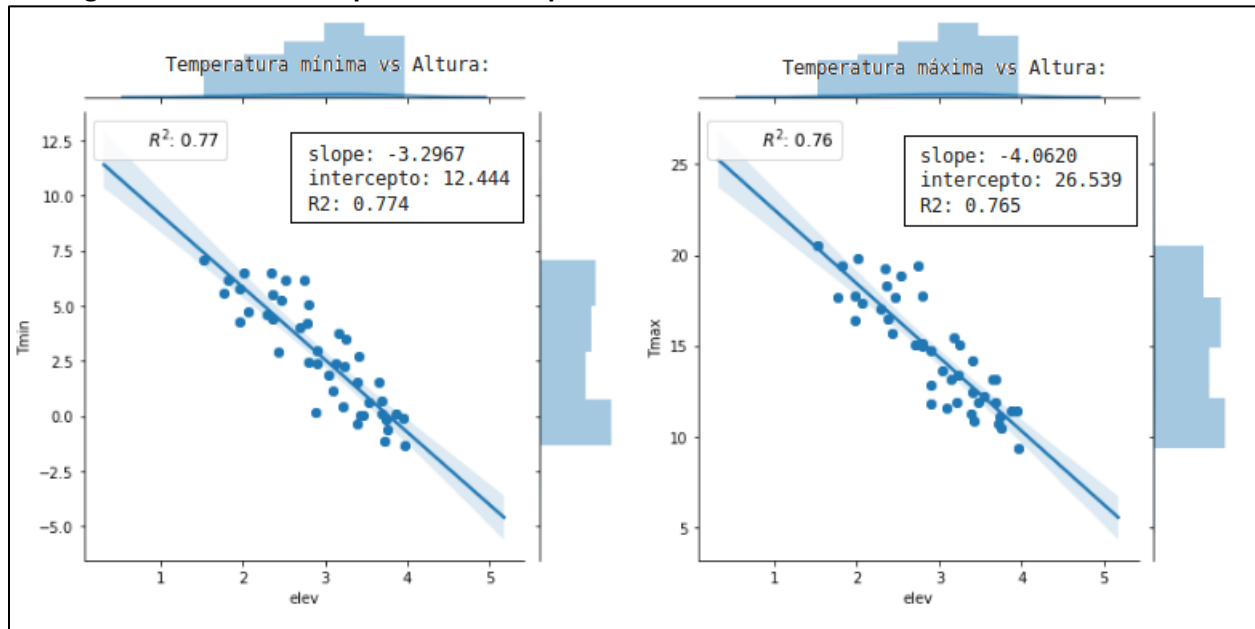 Temperatura mínima vs Altura:
R²: 0.77
slope: -3.2967
intercepto: 12.444
R2: 0.774
Tmin
12.5
10.0
7.5
5.0
2.5
0.0
−2.5
−5.0
1 2 3 4 5
elev
Temperatura máxima vs Altura:
R²: 0.76
slope: -4.0620
intercepto: 26.539
R2: 0.765
Tmax
25
20
15
10
5
1 2 3 4 5
elev